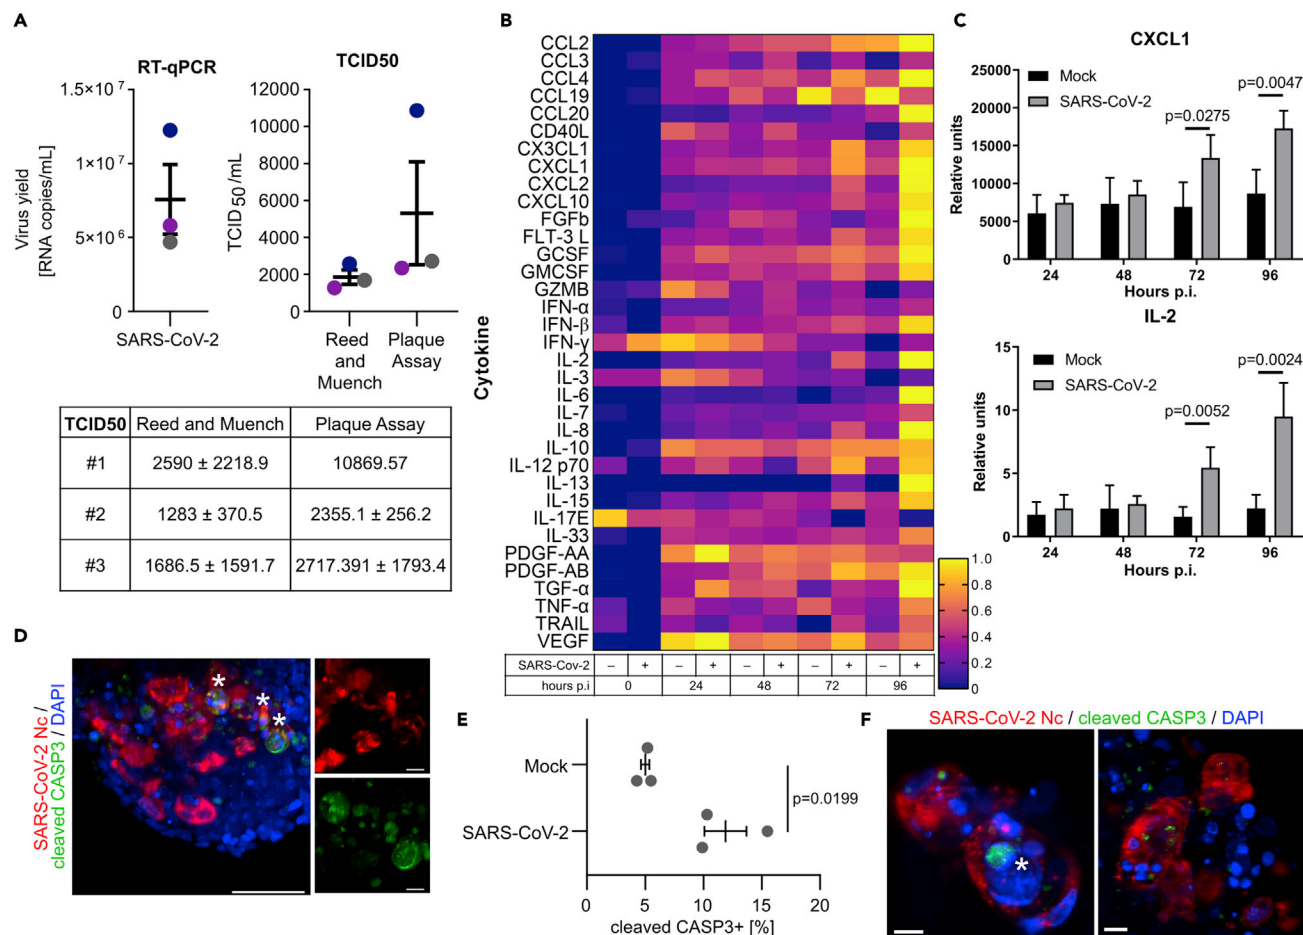 A
RT-qPCR
Virus yield
[RNA copies/mL]
1.5×10⁷
1×10⁷
5×10⁶
0
SARS-CoV-2
TCID50
TCID₅₀/mL
12000
10000
8000
6000
4000
2000
0
Reed
and
Muench
Plaque
Assay
TCID50 Reed and Muench Plaque Assay
#1 2590 ± 2218.9 10869.57
#2 1283 ± 370.5 2355.1 ± 256.2
#3 1686.5 ± 1591.7 2717.391 ± 1793.4
B
Cytokine
CCL2
CCL3
CCL4
CCL19
CCL20
CD40L
CX3CL1
CXCL1
CXCL2
CXCL10
FGFb
FLT-3 L
GCSF
GMCSF
GZMB
IFN-α
IFN-β
IFN-γ
IL-2
IL-3
IL-6
IL-7
IL-8
IL-10
IL-12 p70
IL-13
IL-15
IL-17E
IL-33
PDGF-AA
PDGF-AB
TGF-α
TNF-α
TRAIL
VEGF
SARS-Cov-2 – + – + – + – + – +
hours p.i 0 24 48 72 96
1.0
0.8
0.6
0.4
0.2
0
C
CXCL1
Relative units
25000
20000
15000
10000
5000
0
Mock
SARS-CoV-2
p=0.0275
p=0.0047
24 48 72 96
Hours p.i.
IL-2
Relative units
15
10
5
0
Mock
SARS-CoV-2
p=0.0052
p=0.0024
24 48 72 96
Hours p.i.
D
SARS-CoV-2 Nc /
cleaved CASP3 / DAPI
*
*
*
E
Mock
SARS-CoV-2
p=0.0199
0 5 10 15 20
cleaved CASP3+ [%]
F
SARS-CoV-2 Nc / cleaved CASP3 / DAPI
*